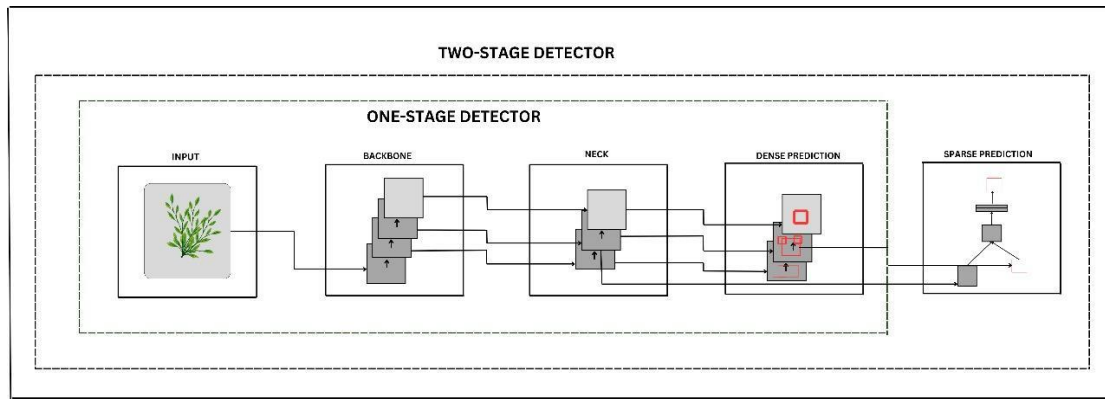 TWO-STAGE DETECTOR
ONE-STAGE DETECTOR
INPUT
BACKBONE
NECK
DENSE PREDICTION
SPARSE PREDICTION